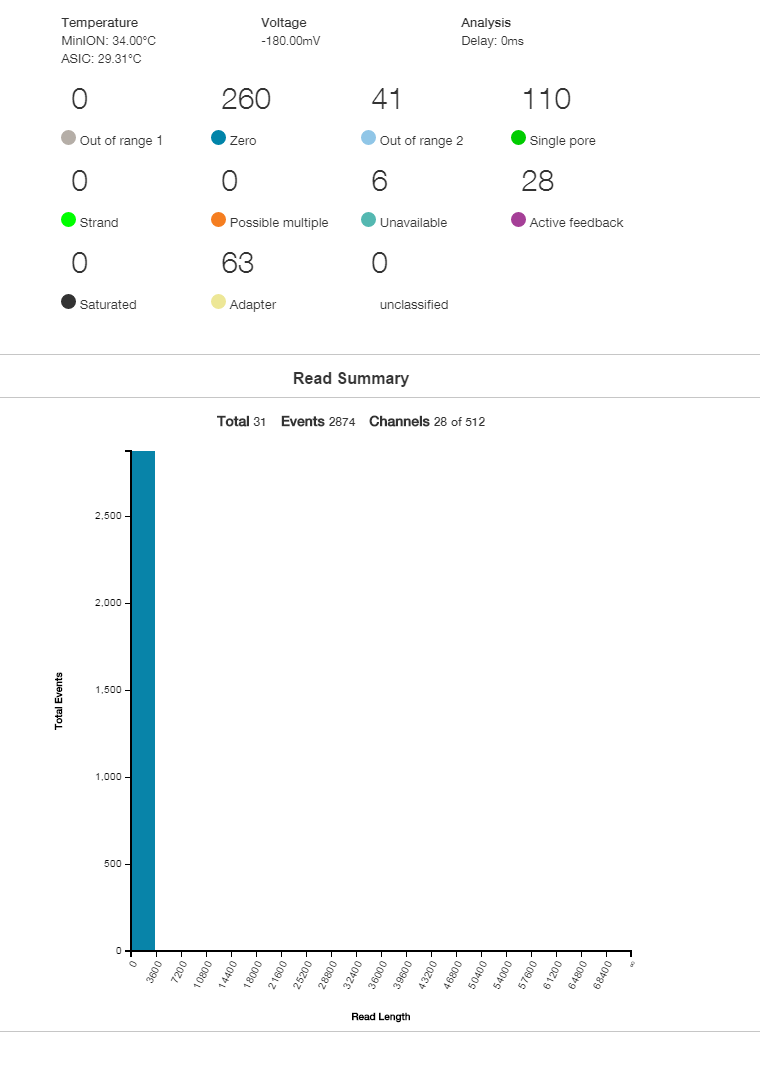 Temperature Voltage Analysis
MinION: 34.00°C -180.00mV Delay: 0ms
ASIC: 29.31°C
0 260 41 110
Out of range 1 Zero Out of range 2 Single pore
0 0 6 28
Strand Possible multiple Unavailable Active feedback
0 63 0
Saturated Adapter unclassified
Read Summary
Total 31 Events 2874 Channels 28 of 512
2,500
2,000
1,500
1,000
500
0
Total Events
0 3600 7200 10800 14400 18000 21600 25200 28800 32400 36000 39600 43200 46800 50400 54000 57600 61200 64800 68400 ∞
Read Length